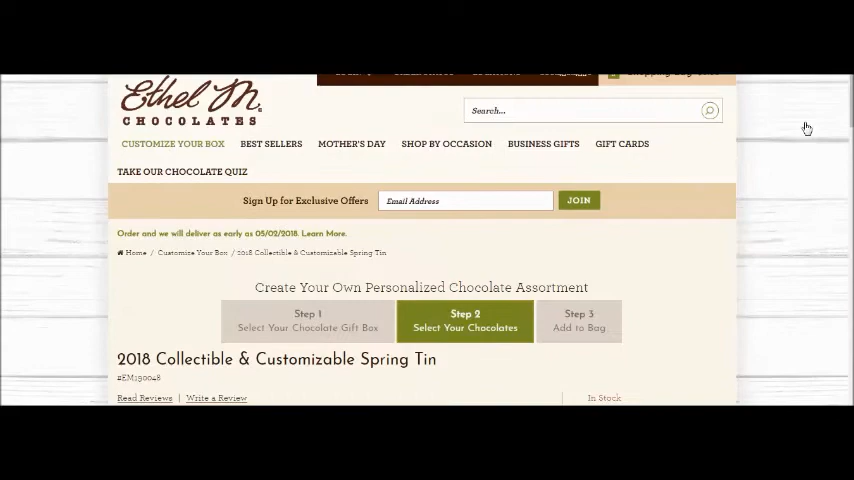 Ethel M.
CHOCOLATES
Search...
CUSTOMIZE YOUR BOX BEST SELLERS MOTHER'S DAY SHOP BY OCCASION BUSINESS GIFTS GIFT CARDS
TAKE OUR CHOCOLATE QUIZ
Sign Up for Exclusive Offers Email Address JOIN
Order and we will deliver as early as 05/02/2018. Learn More.
Home / Customize Your Box / 2018 Collectible & Customizable Spring Tin
Create Your Own Personalized Chocolate Assortment
Step 1 Step 2 Step 3
Select Your Chocolate Gift Box Select Your Chocolates Add to Bag
2018 Collectible & Customizable Spring Tin
#EM190048
Read Reviews | Write a Review In Stock